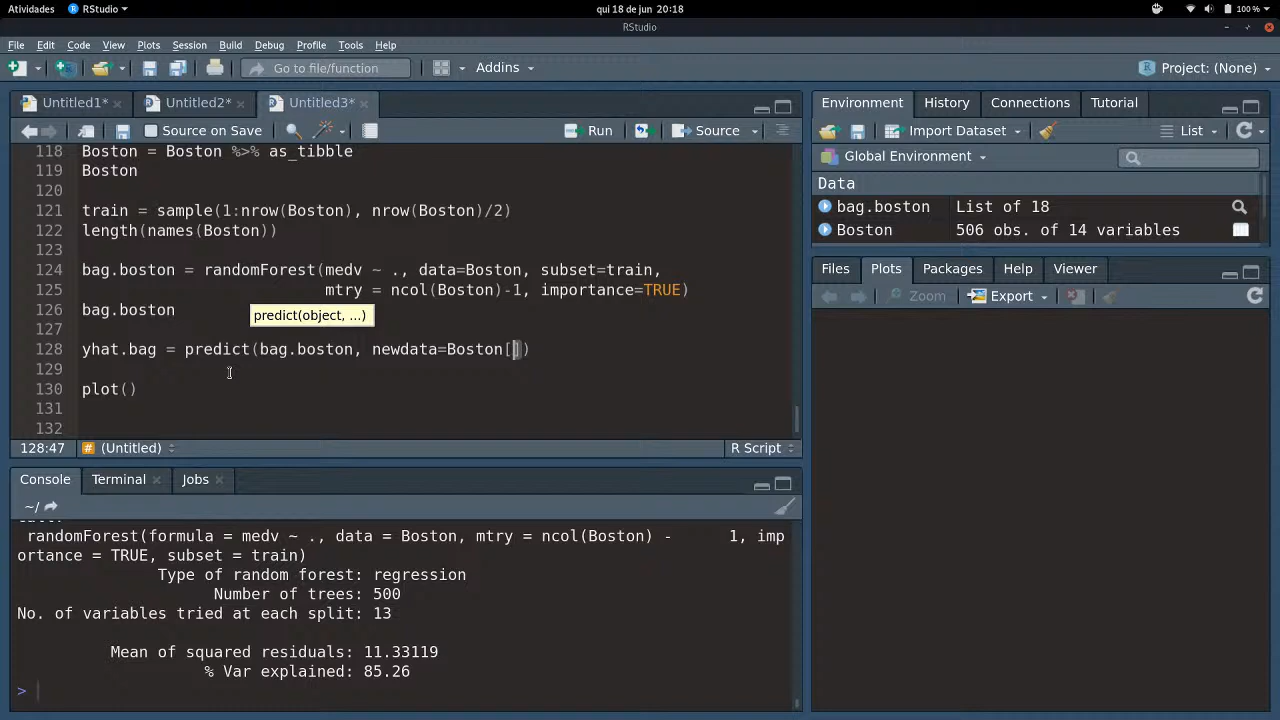 Atividades RStudio qui 18 de jun 20:18 100 %
RStudio
File Edit Code View Plots Session Build Debug Profile Tools Help
Go to file/function Addins Project: (None)
Untitled1* Untitled2* Untitled3*
Source on Save Run Source
118 Boston = Boston %>% as_tibble
119 Boston
120
121 train = sample(1:nrow(Boston), nrow(Boston)/2)
122 length(names(Boston))
123
124 bag.boston = randomForest(medv ~ ., data=Boston, subset=train,
125 mtry = ncol(Boston)-1, importance=TRUE)
126 bag.boston
predict(object, ...)
127
128 yhat.bag = predict(bag.boston, newdata=Boston[])
129
130 plot()
131
132
128:47 # (Untitled) R Script
Console Terminal Jobs
~/
randomForest(formula = medv ~ ., data = Boston, mtry = ncol(Boston) - 1, imp
ortance = TRUE, subset = train)
Type of random forest: regression
Number of trees: 500
No. of variables tried at each split: 13
Mean of squared residuals: 11.33119
% Var explained: 85.26
>
Environment History Connections Tutorial
Import Dataset List
Global Environment
Data
bag.boston List of 18
Boston 506 obs. of 14 variables
Files Plots Packages Help Viewer
Zoom Export